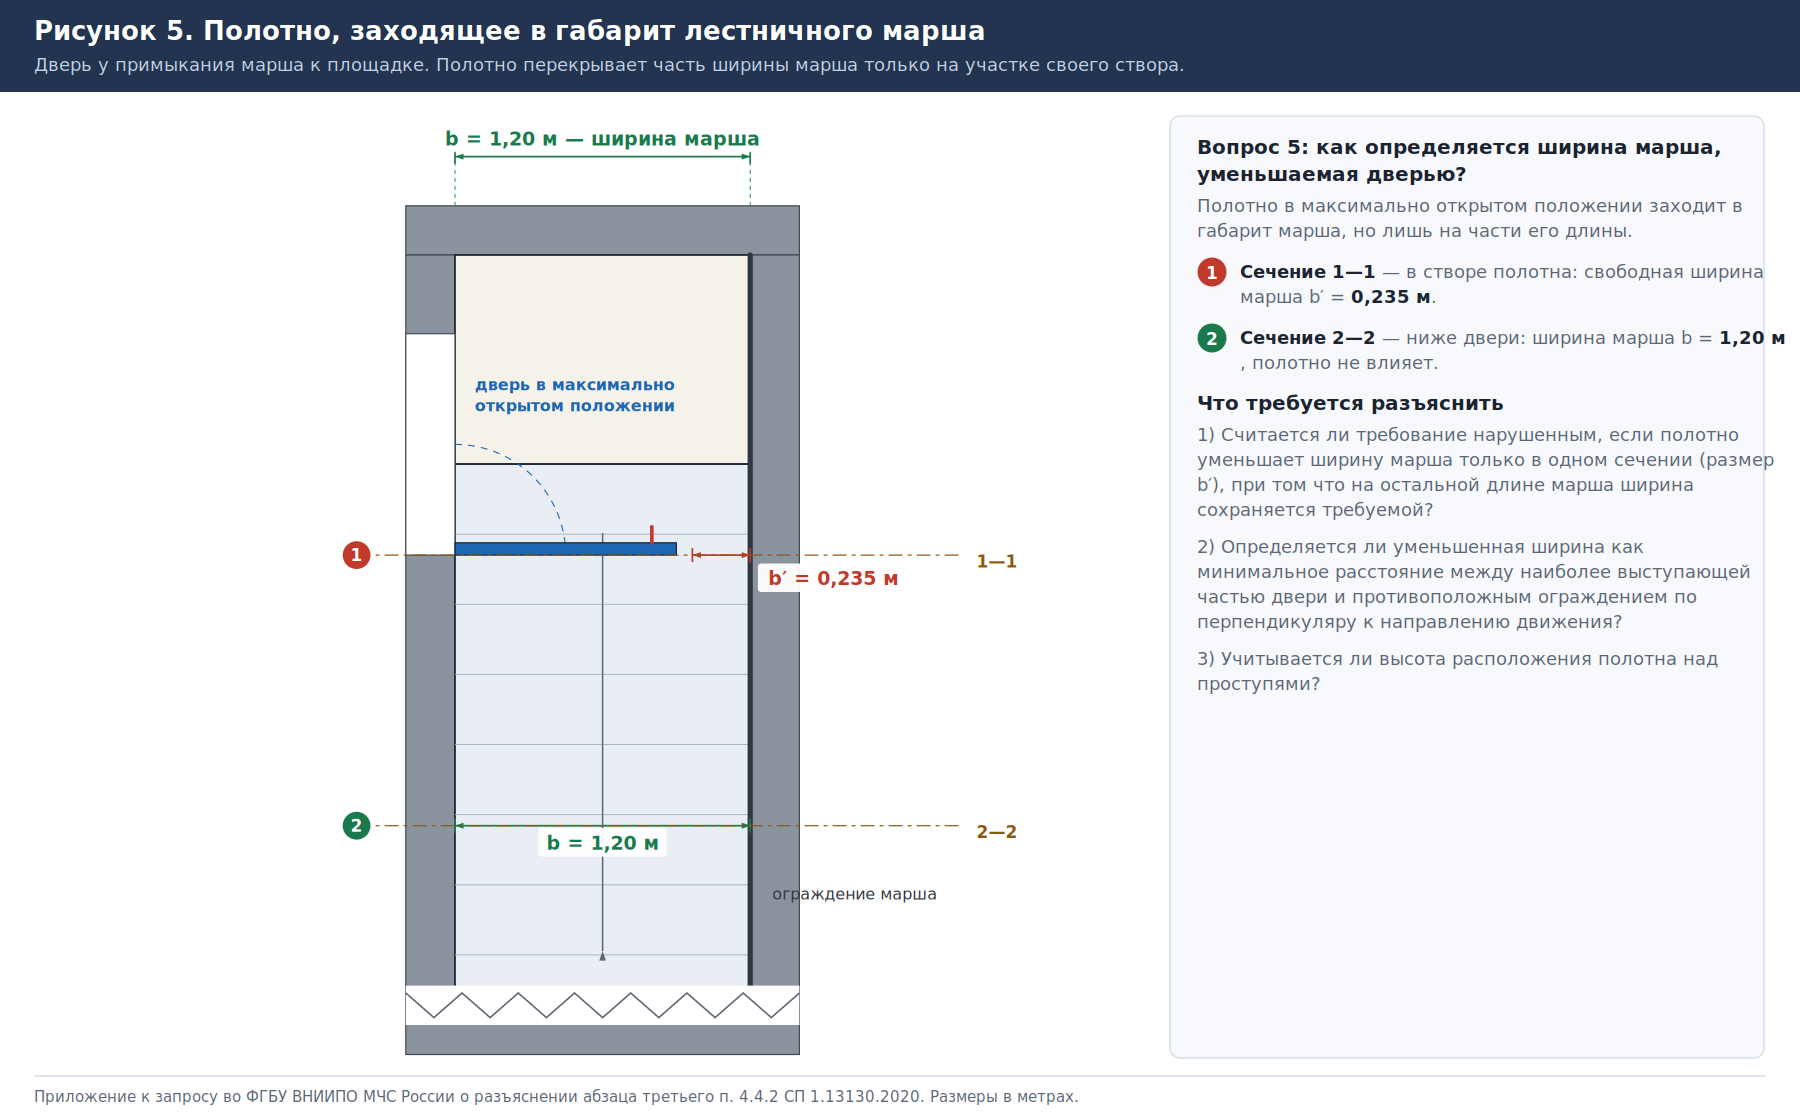 Рисунок 5. Полотно, заходящее в габарит лестничного марша
Дверь у примыкания марша к площадке. Полотно перекрывает часть ширины марша только на участке своего створа.
b = 1,20 м — ширина марша
дверь в максимально
открытом положении
1
1—1
b′ = 0,235 м
2
2—2
b = 1,20 м
ограждение марша
Вопрос 5: как определяется ширина марша,
уменьшаемая дверью?
Полотно в максимально открытом положении заходит в
габарит марша, но лишь на части его длины.
1 Сечение 1—1 — в створе полотна: свободная ширина
марша b′ = 0,235 м.
2 Сечение 2—2 — ниже двери: ширина марша b = 1,20 м
, полотно не влияет.
Что требуется разъяснить
1) Считается ли требование нарушенным, если полотно
уменьшает ширину марша только в одном сечении (размер
b′), при том что на остальной длине марша ширина
сохраняется требуемой?
2) Определяется ли уменьшенная ширина как
минимальное расстояние между наиболее выступающей
частью двери и противоположным ограждением по
перпендикуляру к направлению движения?
3) Учитывается ли высота расположения полотна над
проступями?
Приложение к запросу во ФГБУ ВНИИПО МЧС России о разъяснении абзаца третьего п. 4.4.2 СП 1.13130.2020. Размеры в метрах.